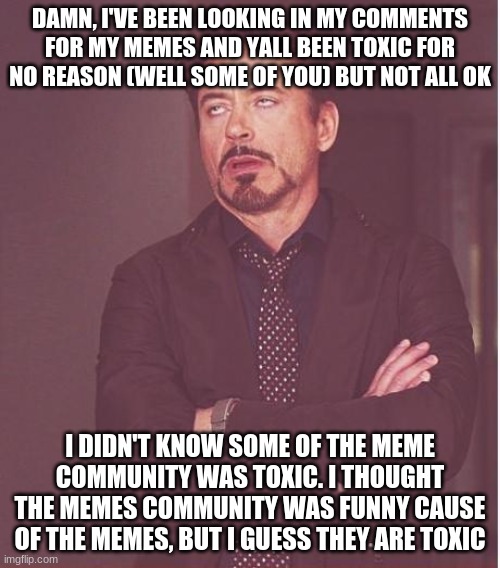 DAMN, I'VE BEEN LOOKING IN MY COMMENTS
FOR MY MEMES AND YALL BEEN TOXIC FOR
NO REASON (WELL SOME OF YOU) BUT NOT ALL OK
I DIDN'T KNOW SOME OF THE MEME
COMMUNITY WAS TOXIC. I THOUGHT
THE MEMES COMMUNITY WAS FUNNY CAUSE
OF THE MEMES, BUT I GUESS THEY ARE TOXIC
imgflip.com